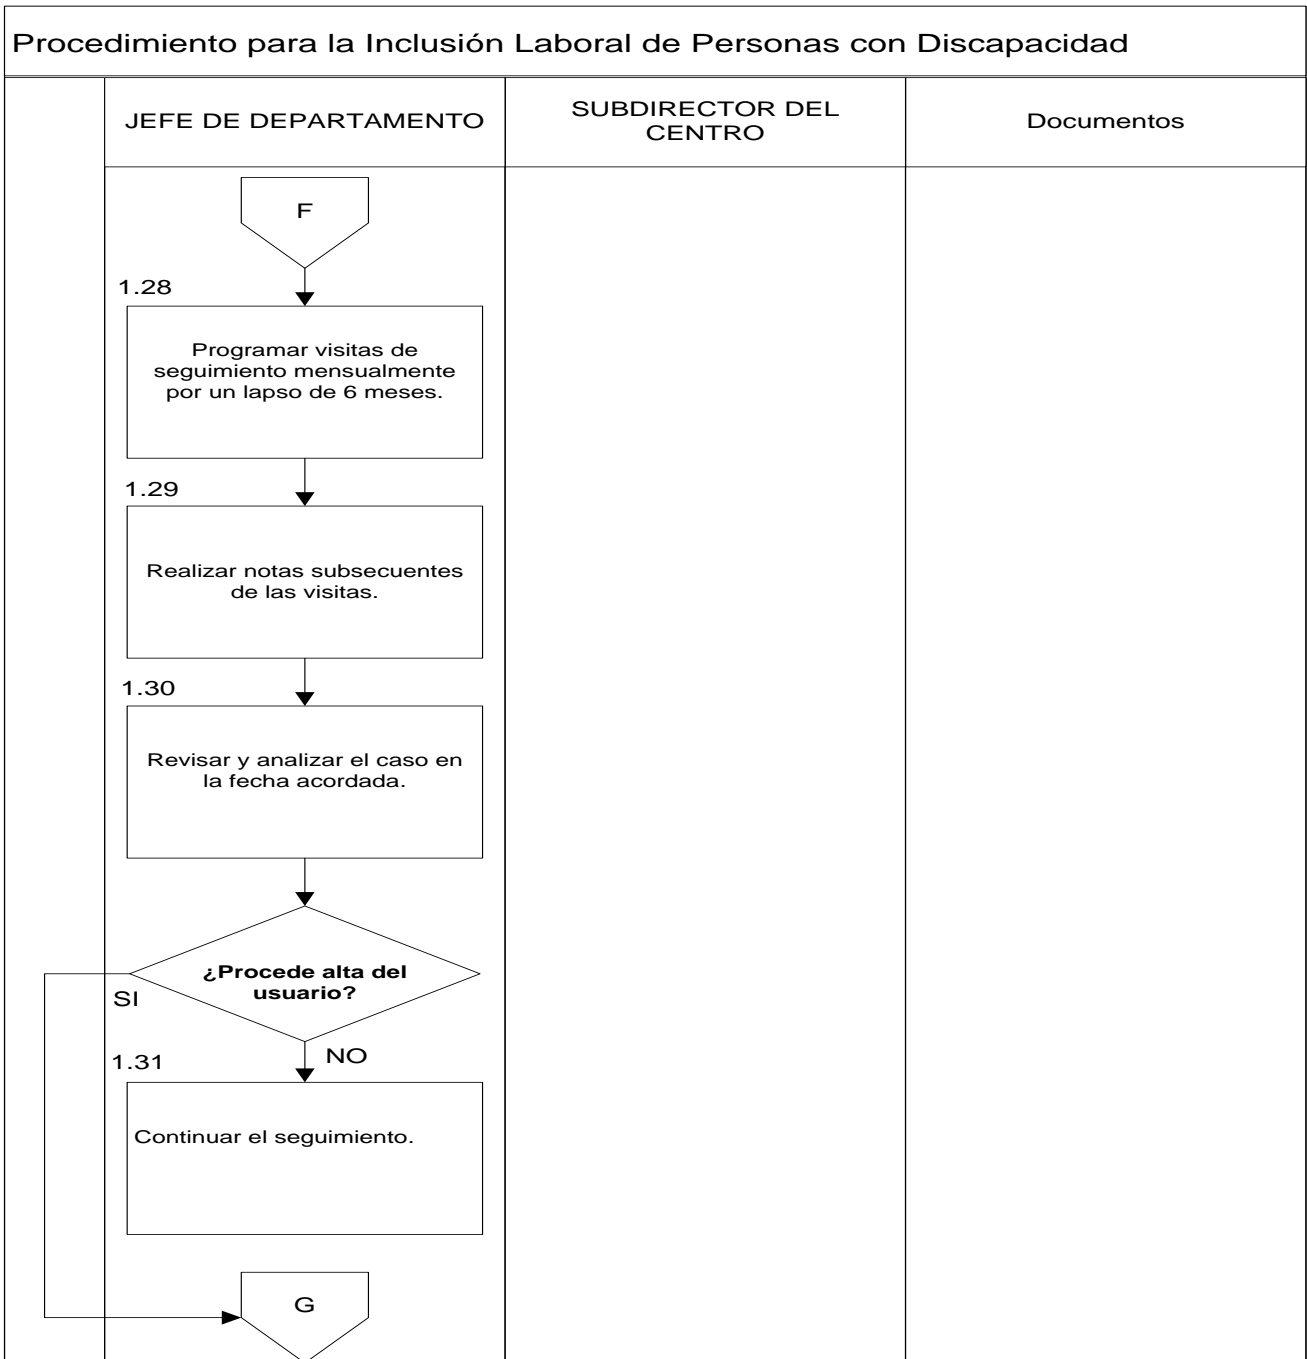 Procedimiento para la Inclusión Laboral de Personas con Discapacidad
JEFE DE DEPARTAMENTO
SUBDIRECTOR DEL
CENTRO
Documentos
F
1.28
Programar visitas de
seguimiento mensualmente
por un lapso de 6 meses.
1.29
Realizar notas subsecuentes
de las visitas.
1.30
Revisar y analizar el caso en
la fecha acordada.
¿Procede alta del
usuario?
SI
NO
1.31
Continuar el seguimiento.
G